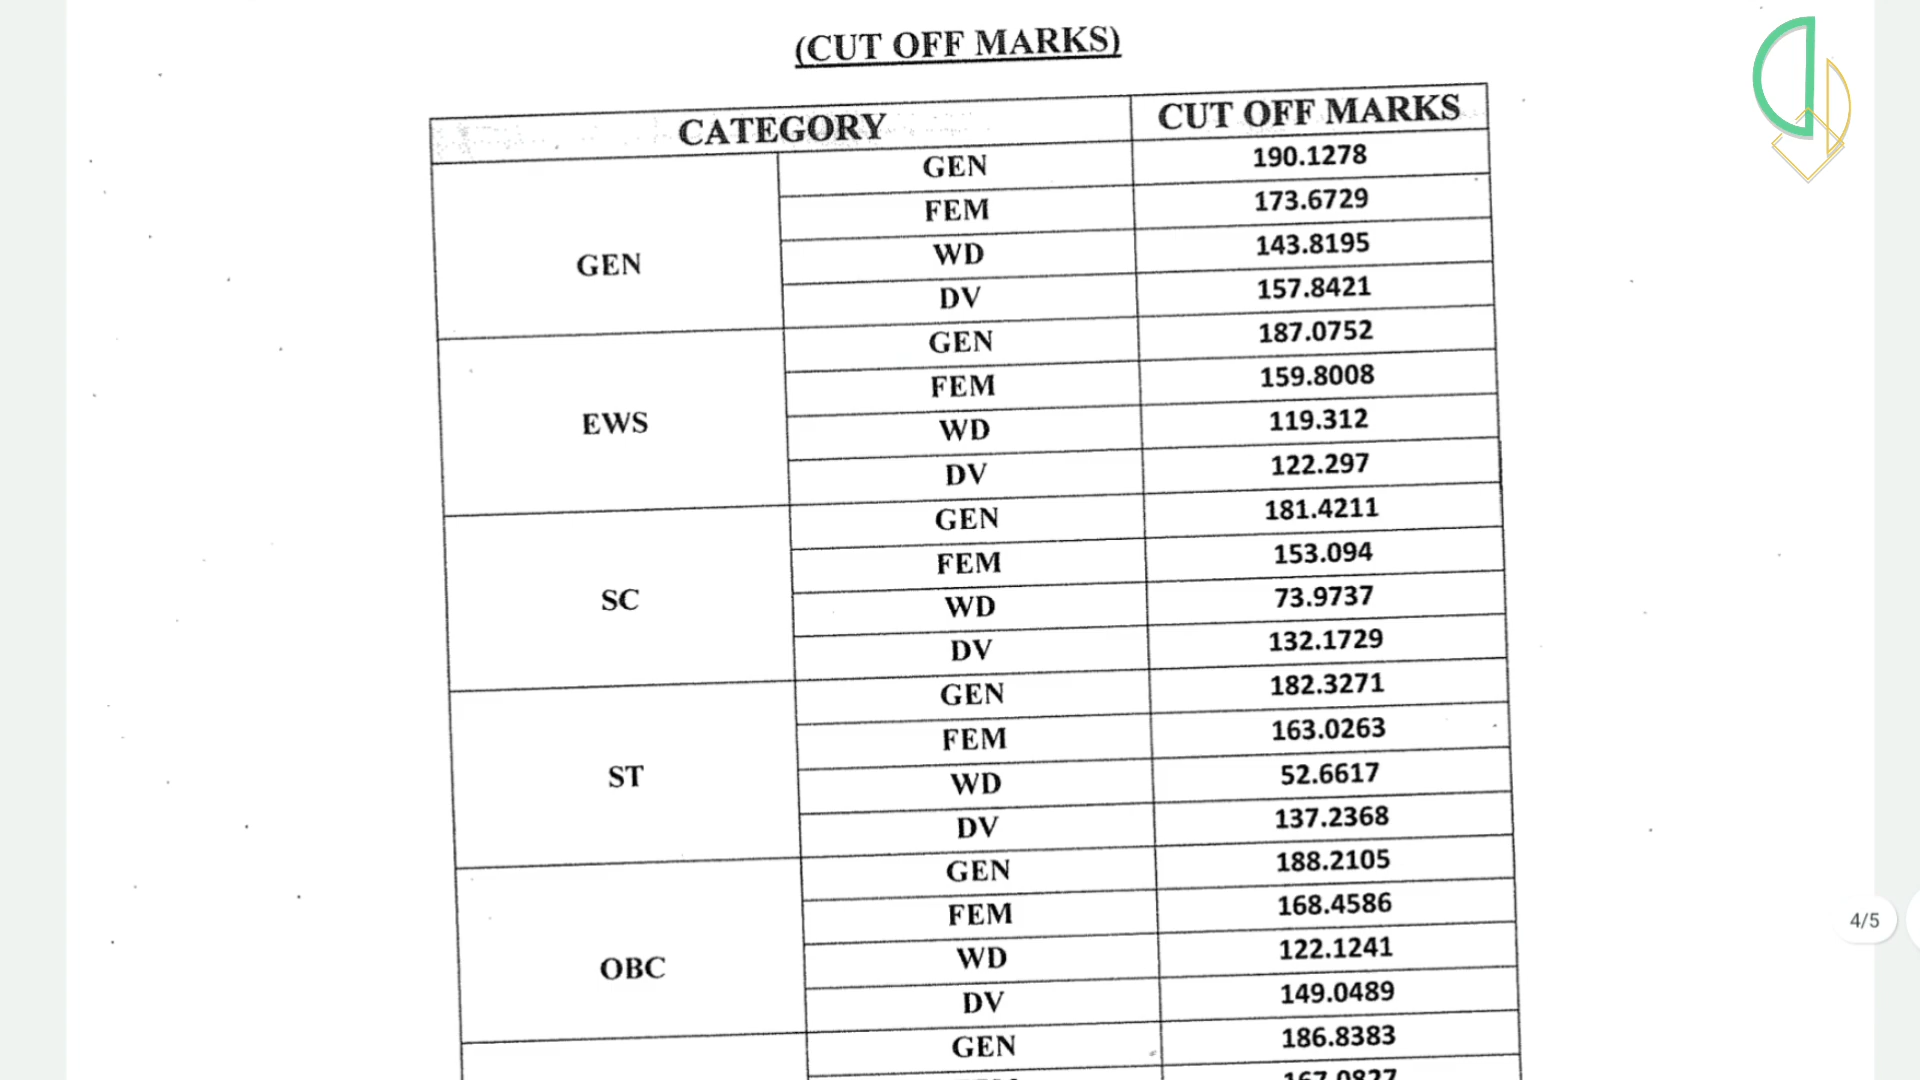 (CUT OFF MARKS)
CATEGORY CUT OFF MARKS
GEN GEN 190.1278
FEM 173.6729
WD 143.8195
DV 157.8421
EWS GEN 187.0752
FEM 159.8008
WD 119.312
DV 122.297
SC GEN 181.4211
FEM 153.094
WD 73.9737
DV 132.1729
ST GEN 182.3271
FEM 163.0263
WD 52.6617
DV 137.2368
OBC GEN 188.2105
FEM 168.4586
WD 122.1241
DV 149.0489
GEN 186.8383
167.0827
4/5